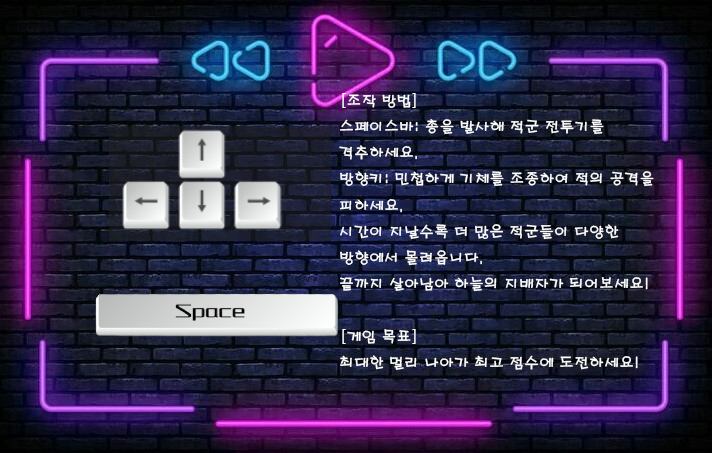 [조작 방법]
스페이스바: 총을 발사해 적군 전투기를
격추하세요.
방향키: 민첩하게 기체를 조종하여 적의 공격을
피하세요.
시간이 지날수록 더 많은 적군들이 다양한
방향에서 몰려옵니다.
끝까지 살아남아 하늘의 지배자가 되어보세요!
Space
[게임 목표]
최대한 멀리 나아가 최고 점수에 도전하세요!